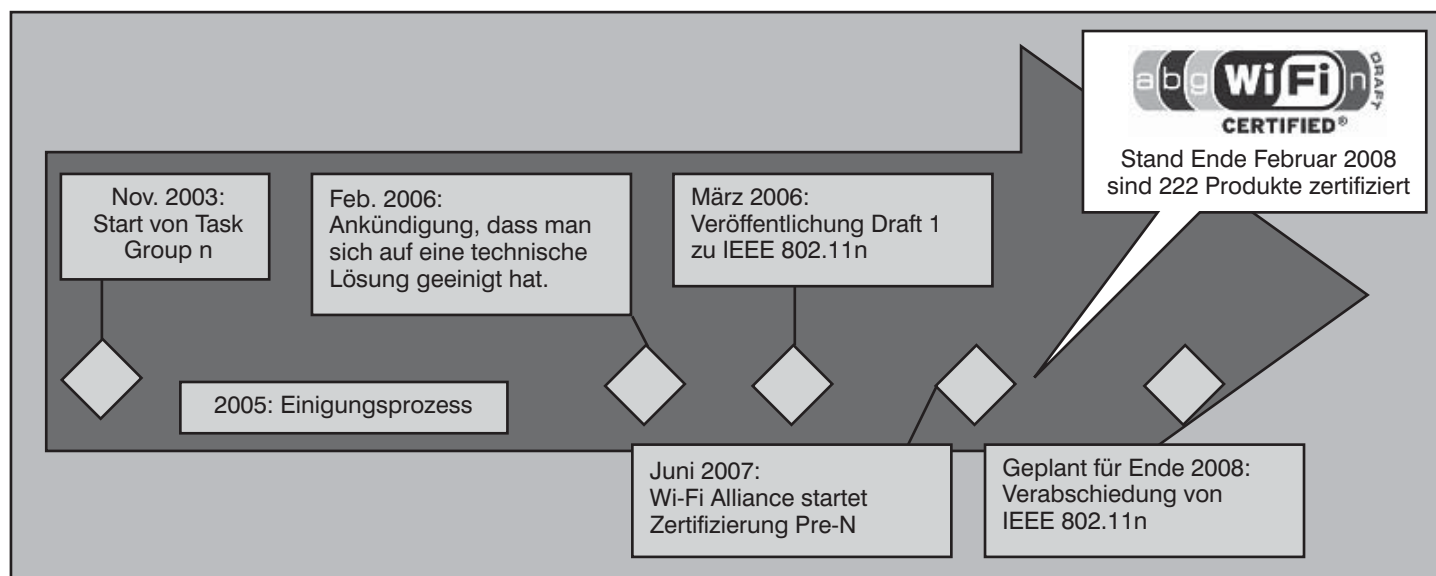 a b g WiFi n DRAFT
CERTIFIED®
Stand Ende Februar 2008
sind 222 Produkte zertifiziert
Nov. 2003:
Start von Task
Group n
Feb. 2006:
Ankündigung, dass man
sich auf eine technische
Lösung geeinigt hat.
März 2006:
Veröffentlichung Draft 1
zu IEEE 802.11n
2005: Einigungsprozess
Juni 2007:
Wi-Fi Alliance startet
Zertifizierung Pre-N
Geplant für Ende 2008:
Verabschiedung von
IEEE 802.11n